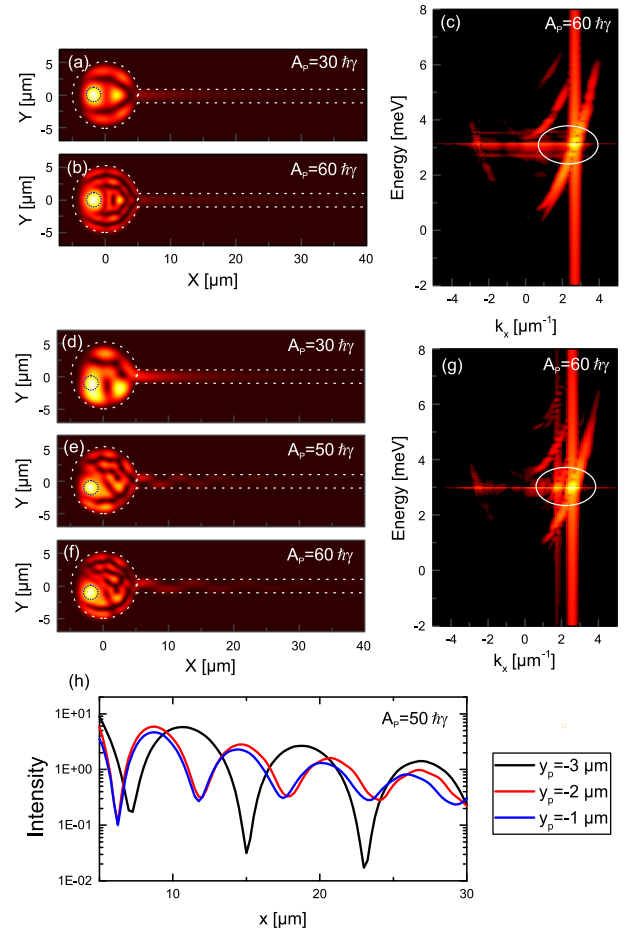 (a)
A_P=30 ℏγ
Y [μm]
5
0
-5
(b)
A_P=60 ℏγ
Y [μm]
5
0
-5
0 10 20 30 40
X [μm]
(c)
A_P=60 ℏγ
Energy [meV]
8
6
4
2
0
-2
-4 -2 0 2 4
k_x [μm⁻¹]
(d)
A_P=30 ℏγ
Y [μm]
5
0
-5
(e)
A_P=50 ℏγ
Y [μm]
5
0
-5
(f)
A_P=60 ℏγ
Y [μm]
5
0
-5
0 10 20 30 40
X [μm]
(g)
A_P=60 ℏγ
Energy [meV]
8
6
4
2
0
-2
-4 -2 0 2 4
k_x [μm⁻¹]
(h)
A_P=50 ℏγ
Intensity
1E+01
1E+00
1E-01
1E-02
10 15 20 25 30
x [μm]
y_p=-3 μm
y_p=-2 μm
y_p=-1 μm